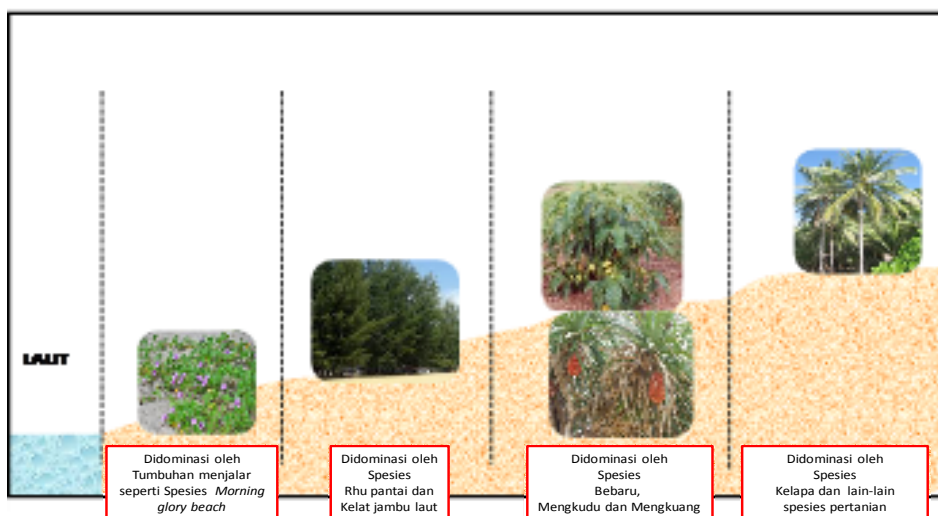 LAUT
Didominasi oleh
Tumbuhan menjalar
seperti Spesies Morning
glory beach
Didominasi oleh
Spesies
Rhu pantai dan
Kelat jambu laut
Didominasi oleh
Spesies
Bebaru,
Mengkudu dan Mengkuang
Didominasi oleh
Spesies
Kelapa dan lain-lain
spesies pertanian